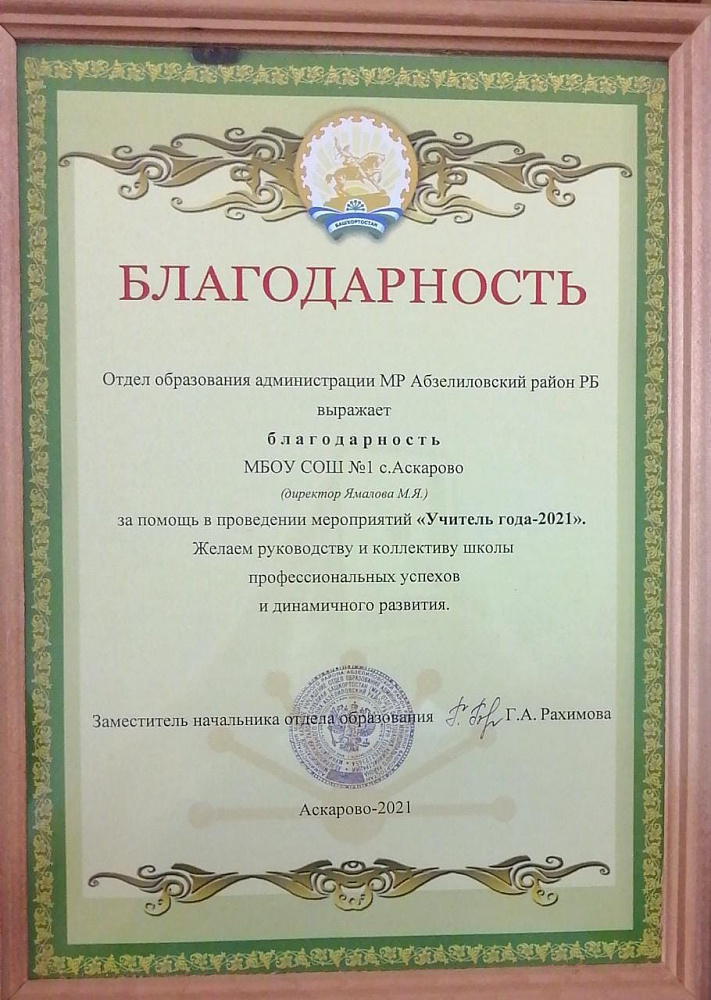 БАШКОРТОСТАН
БЛАГОДАРНОСТЬ
Отдел образования администрации МР Абзелиловский район РБ
выражает
благодарность
МБОУ СОШ №1 с.Аскарово
(директор Ямалова М.Я.)
за помощь в проведении мероприятий «Учитель года-2021».
Желаем руководству и коллективу школы
профессиональных успехов
и динамичного развития.
Заместитель начальника отдела образования Г.А. Рахимова
Аскарово-2021